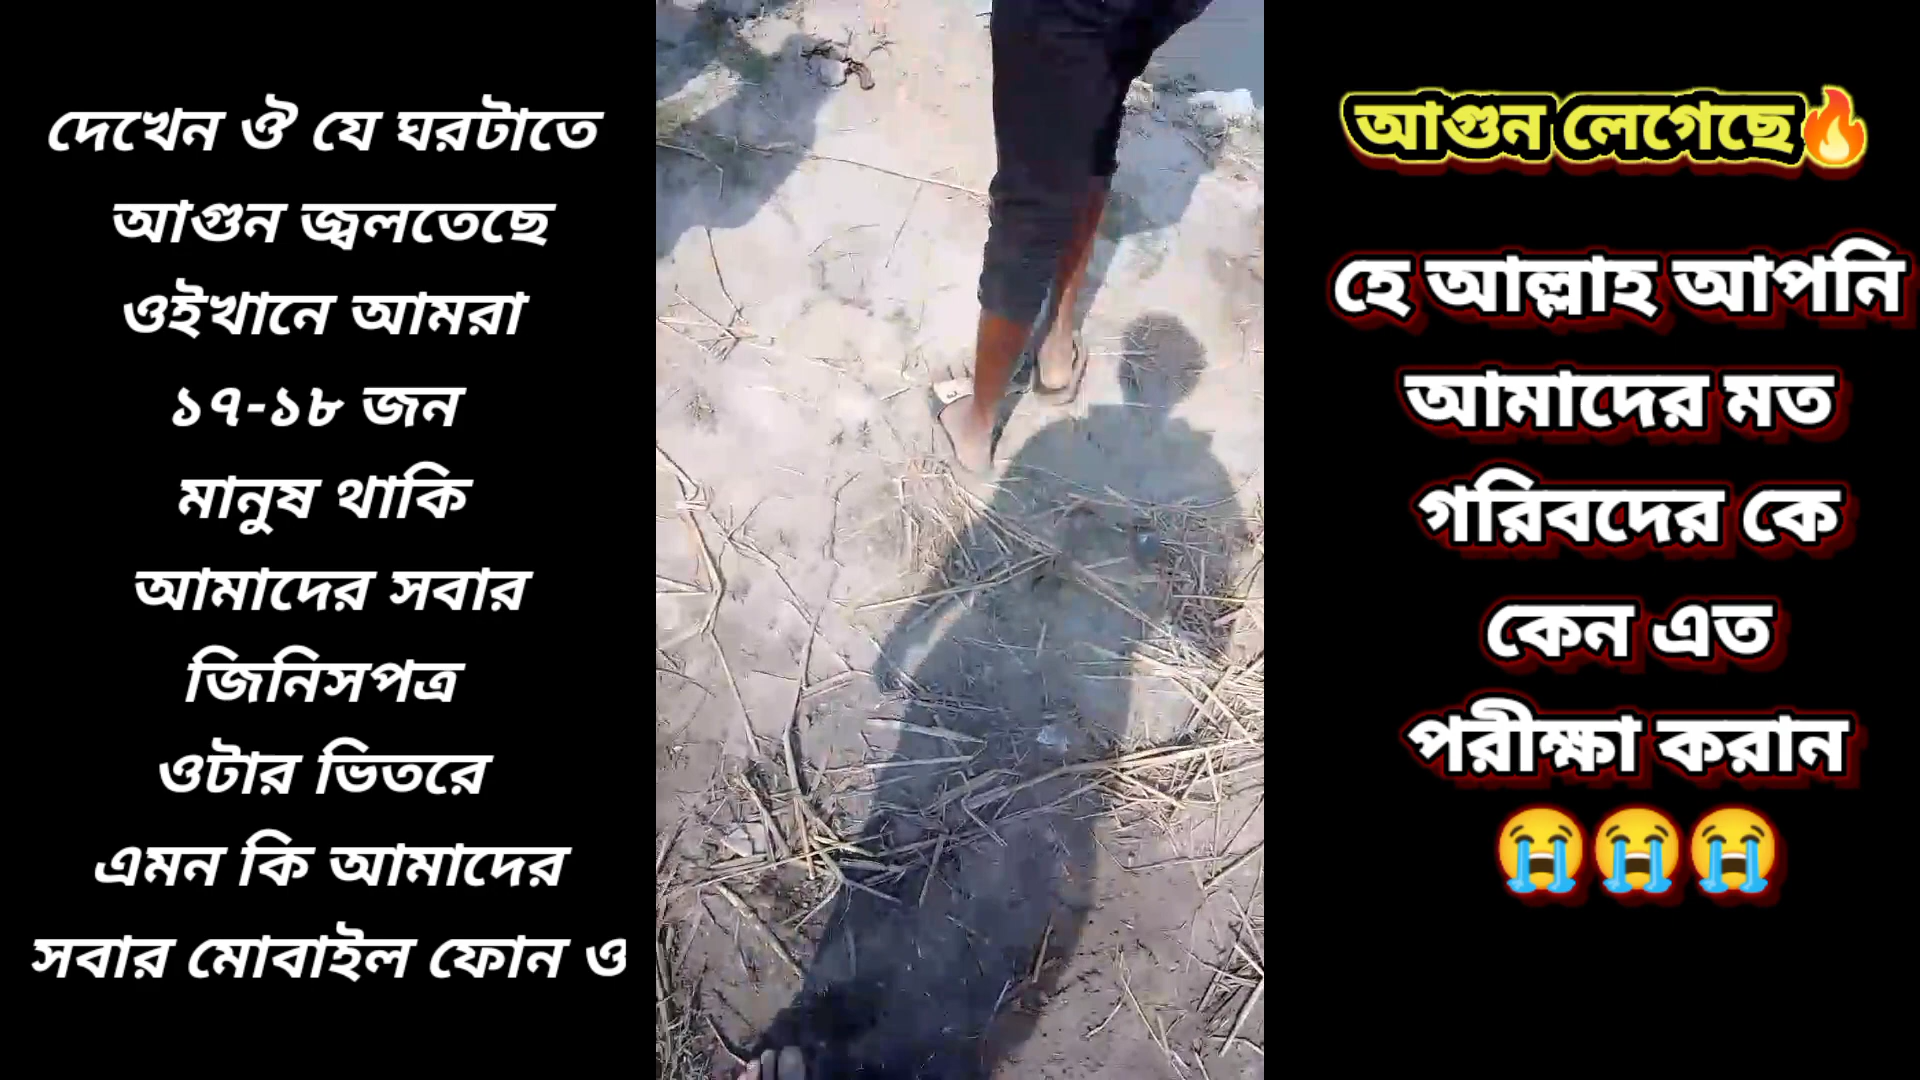 দেখেন ঔ যে ঘরটাতে
আগুন জ্বলতেছে
ওইখানে আমরা
১৭-১৮ জন
মানুষ থাকি
আমাদের সবার
জিনিসপত্র
ওটার ভিতরে
এমন কি আমাদের
সবার মোবাইল ফোন ও
আগুন লেগেছে🔥
হে আল্লাহ আপনি
আমাদের মত
গরিবদের কে
কেন এত
পরীক্ষা করান
😭😭😭